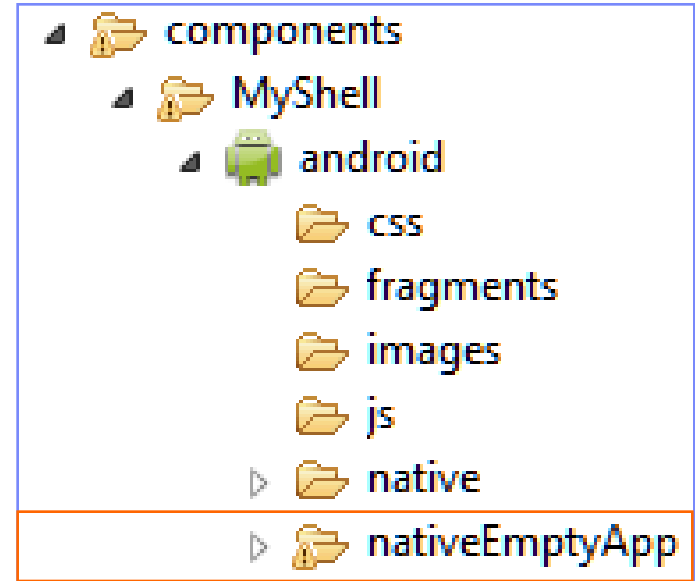 components
MyShell
android
css
fragments
images
js
native
nativeEmptyApp